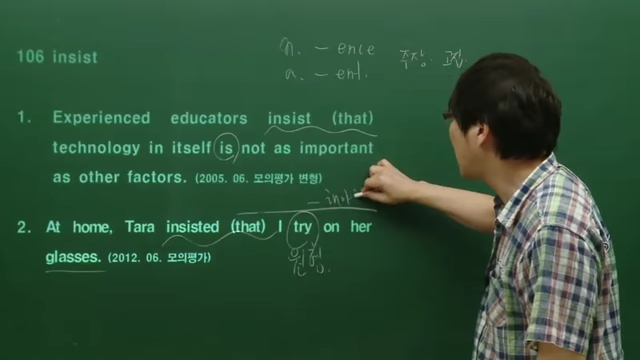 106 insist
n. - ence
a. - ent.
주장. 고집.
1. Experienced educators insist (that)
technology in itself is not as important
as other factors. (2005. 06. 모의평가 변형)
2. At home, Tara insisted (that) I try on her
glasses. (2012. 06. 모의평가)
원형.